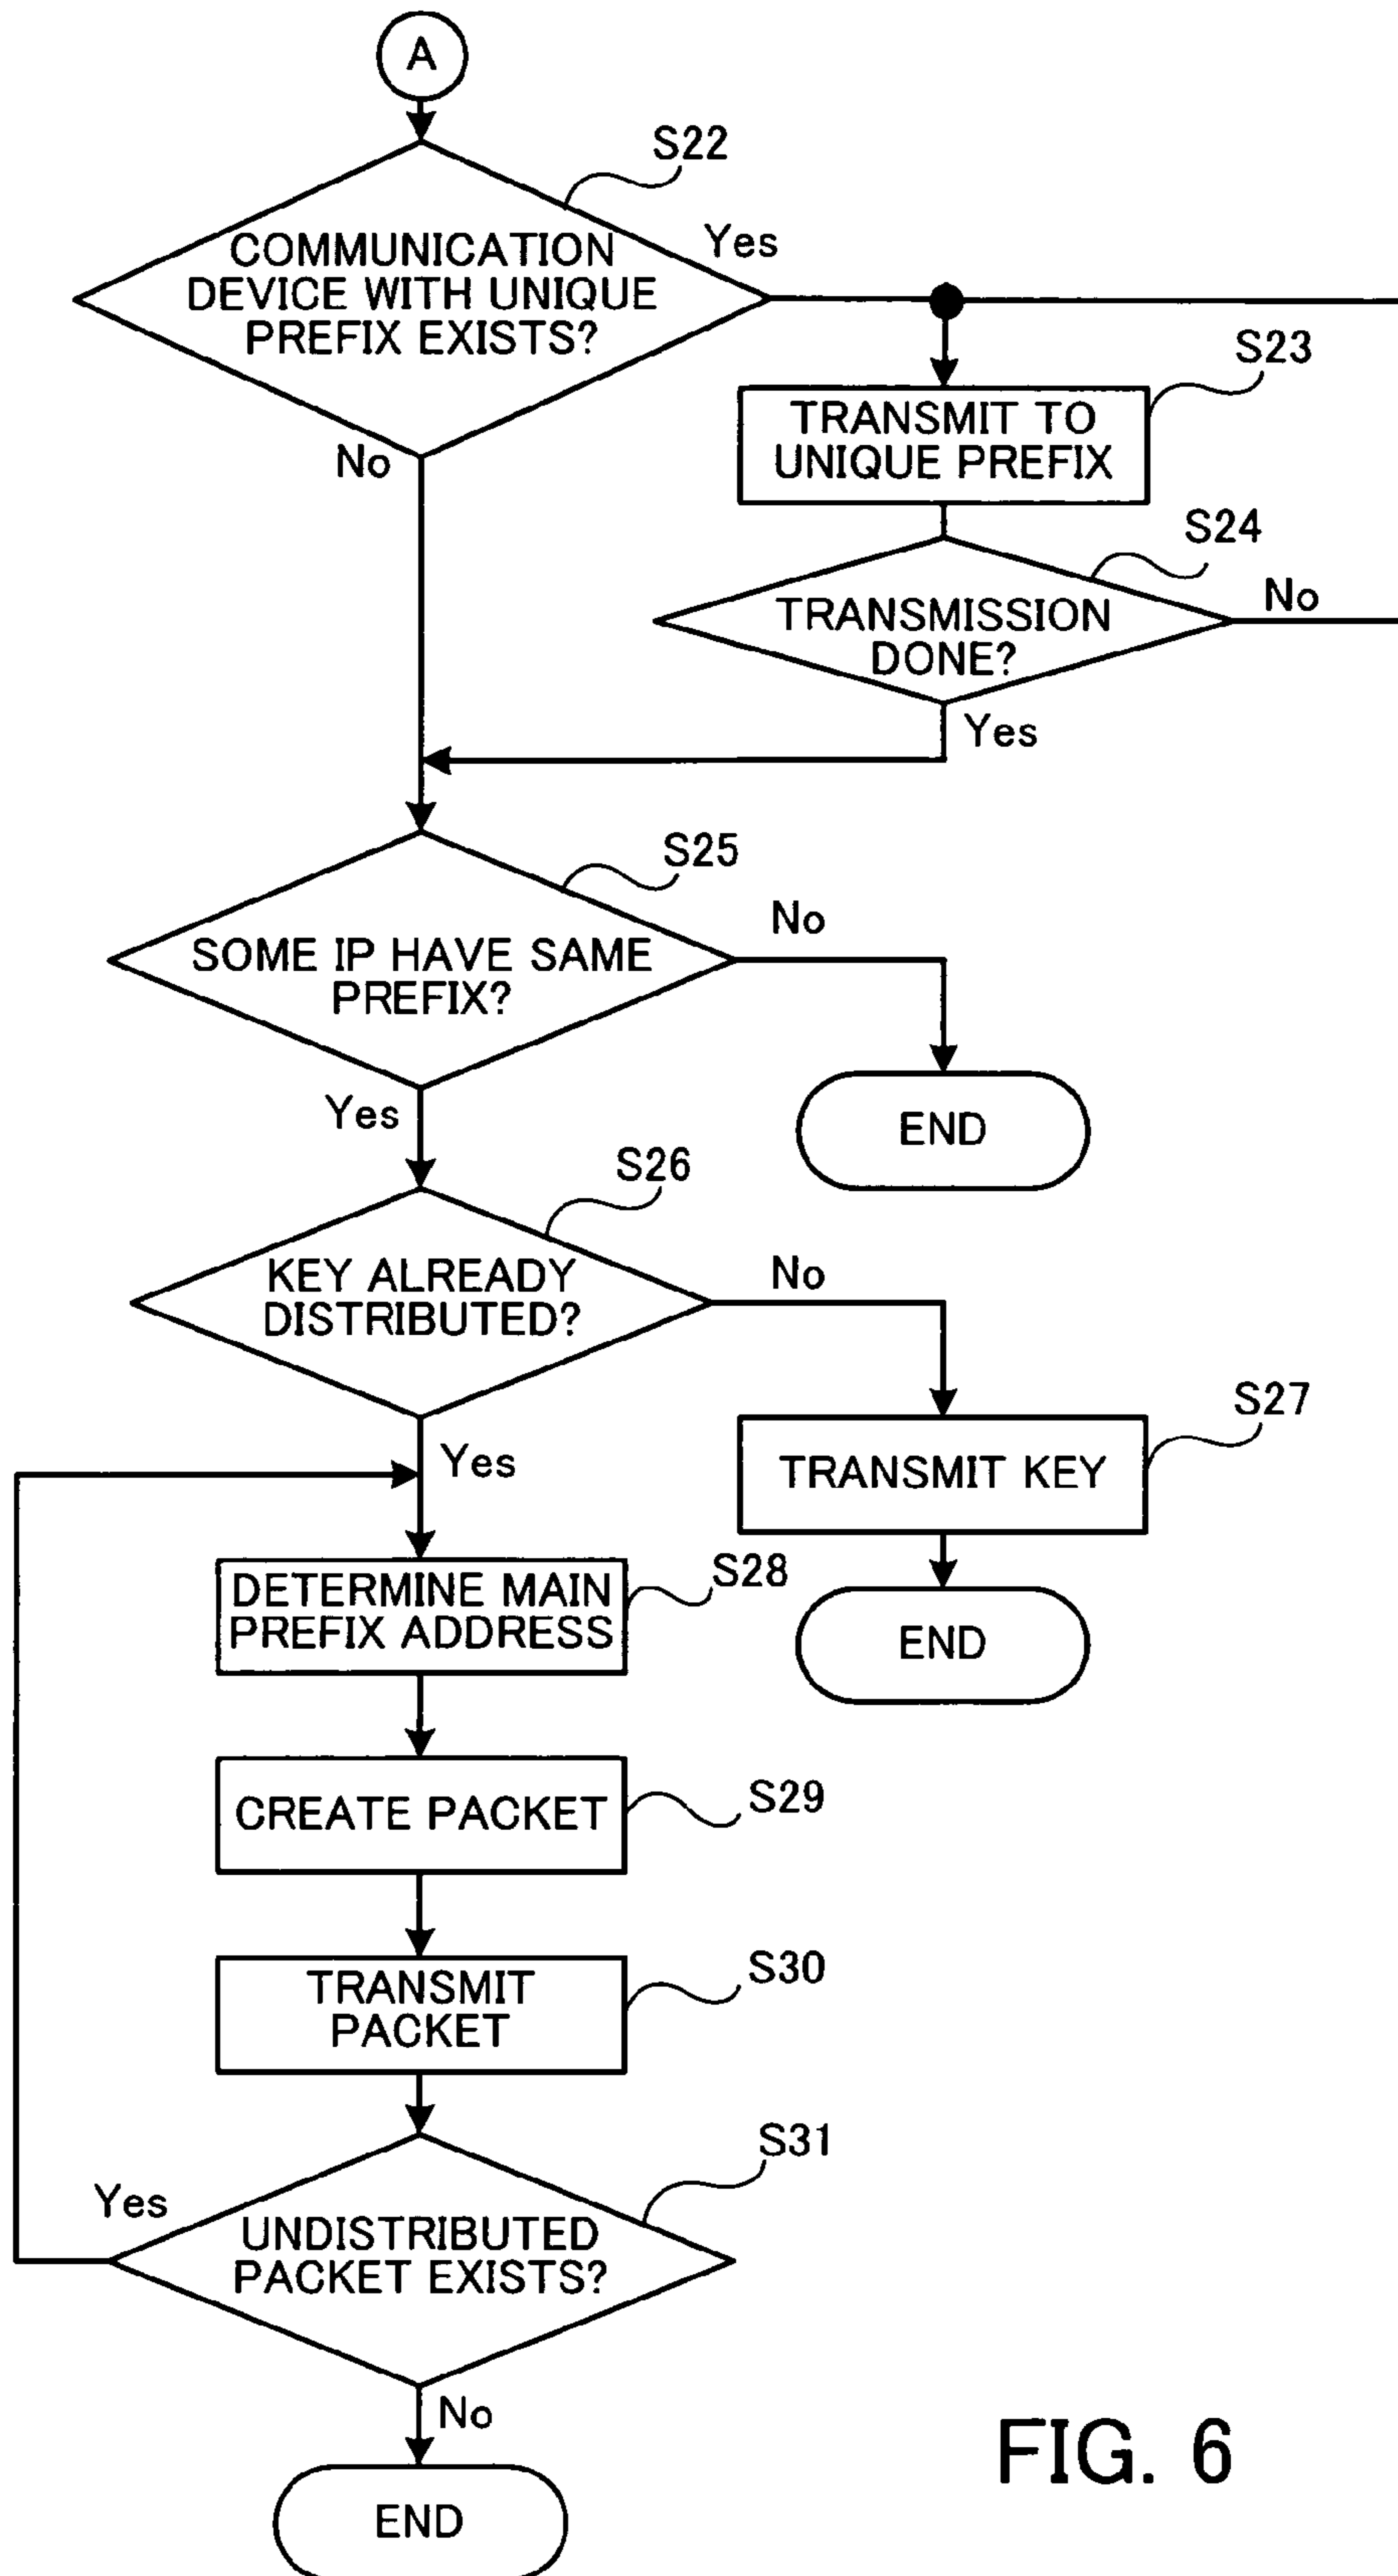 A
S22
COMMUNICATION
DEVICE WITH UNIQUE
PREFIX EXISTS?
Yes
No
S23
TRANSMIT TO
UNIQUE PREFIX
S24
TRANSMISSION
DONE?
No
Yes
S25
SOME IP HAVE SAME
PREFIX?
No
Yes
END
S26
KEY ALREADY
DISTRIBUTED?
No
Yes
S27
TRANSMIT KEY
END
S28
DETERMINE MAIN
PREFIX ADDRESS
S29
CREATE PACKET
S30
TRANSMIT
PACKET
S31
UNDISTRIBUTED
PACKET EXISTS?
Yes
No
END
FIG. 6